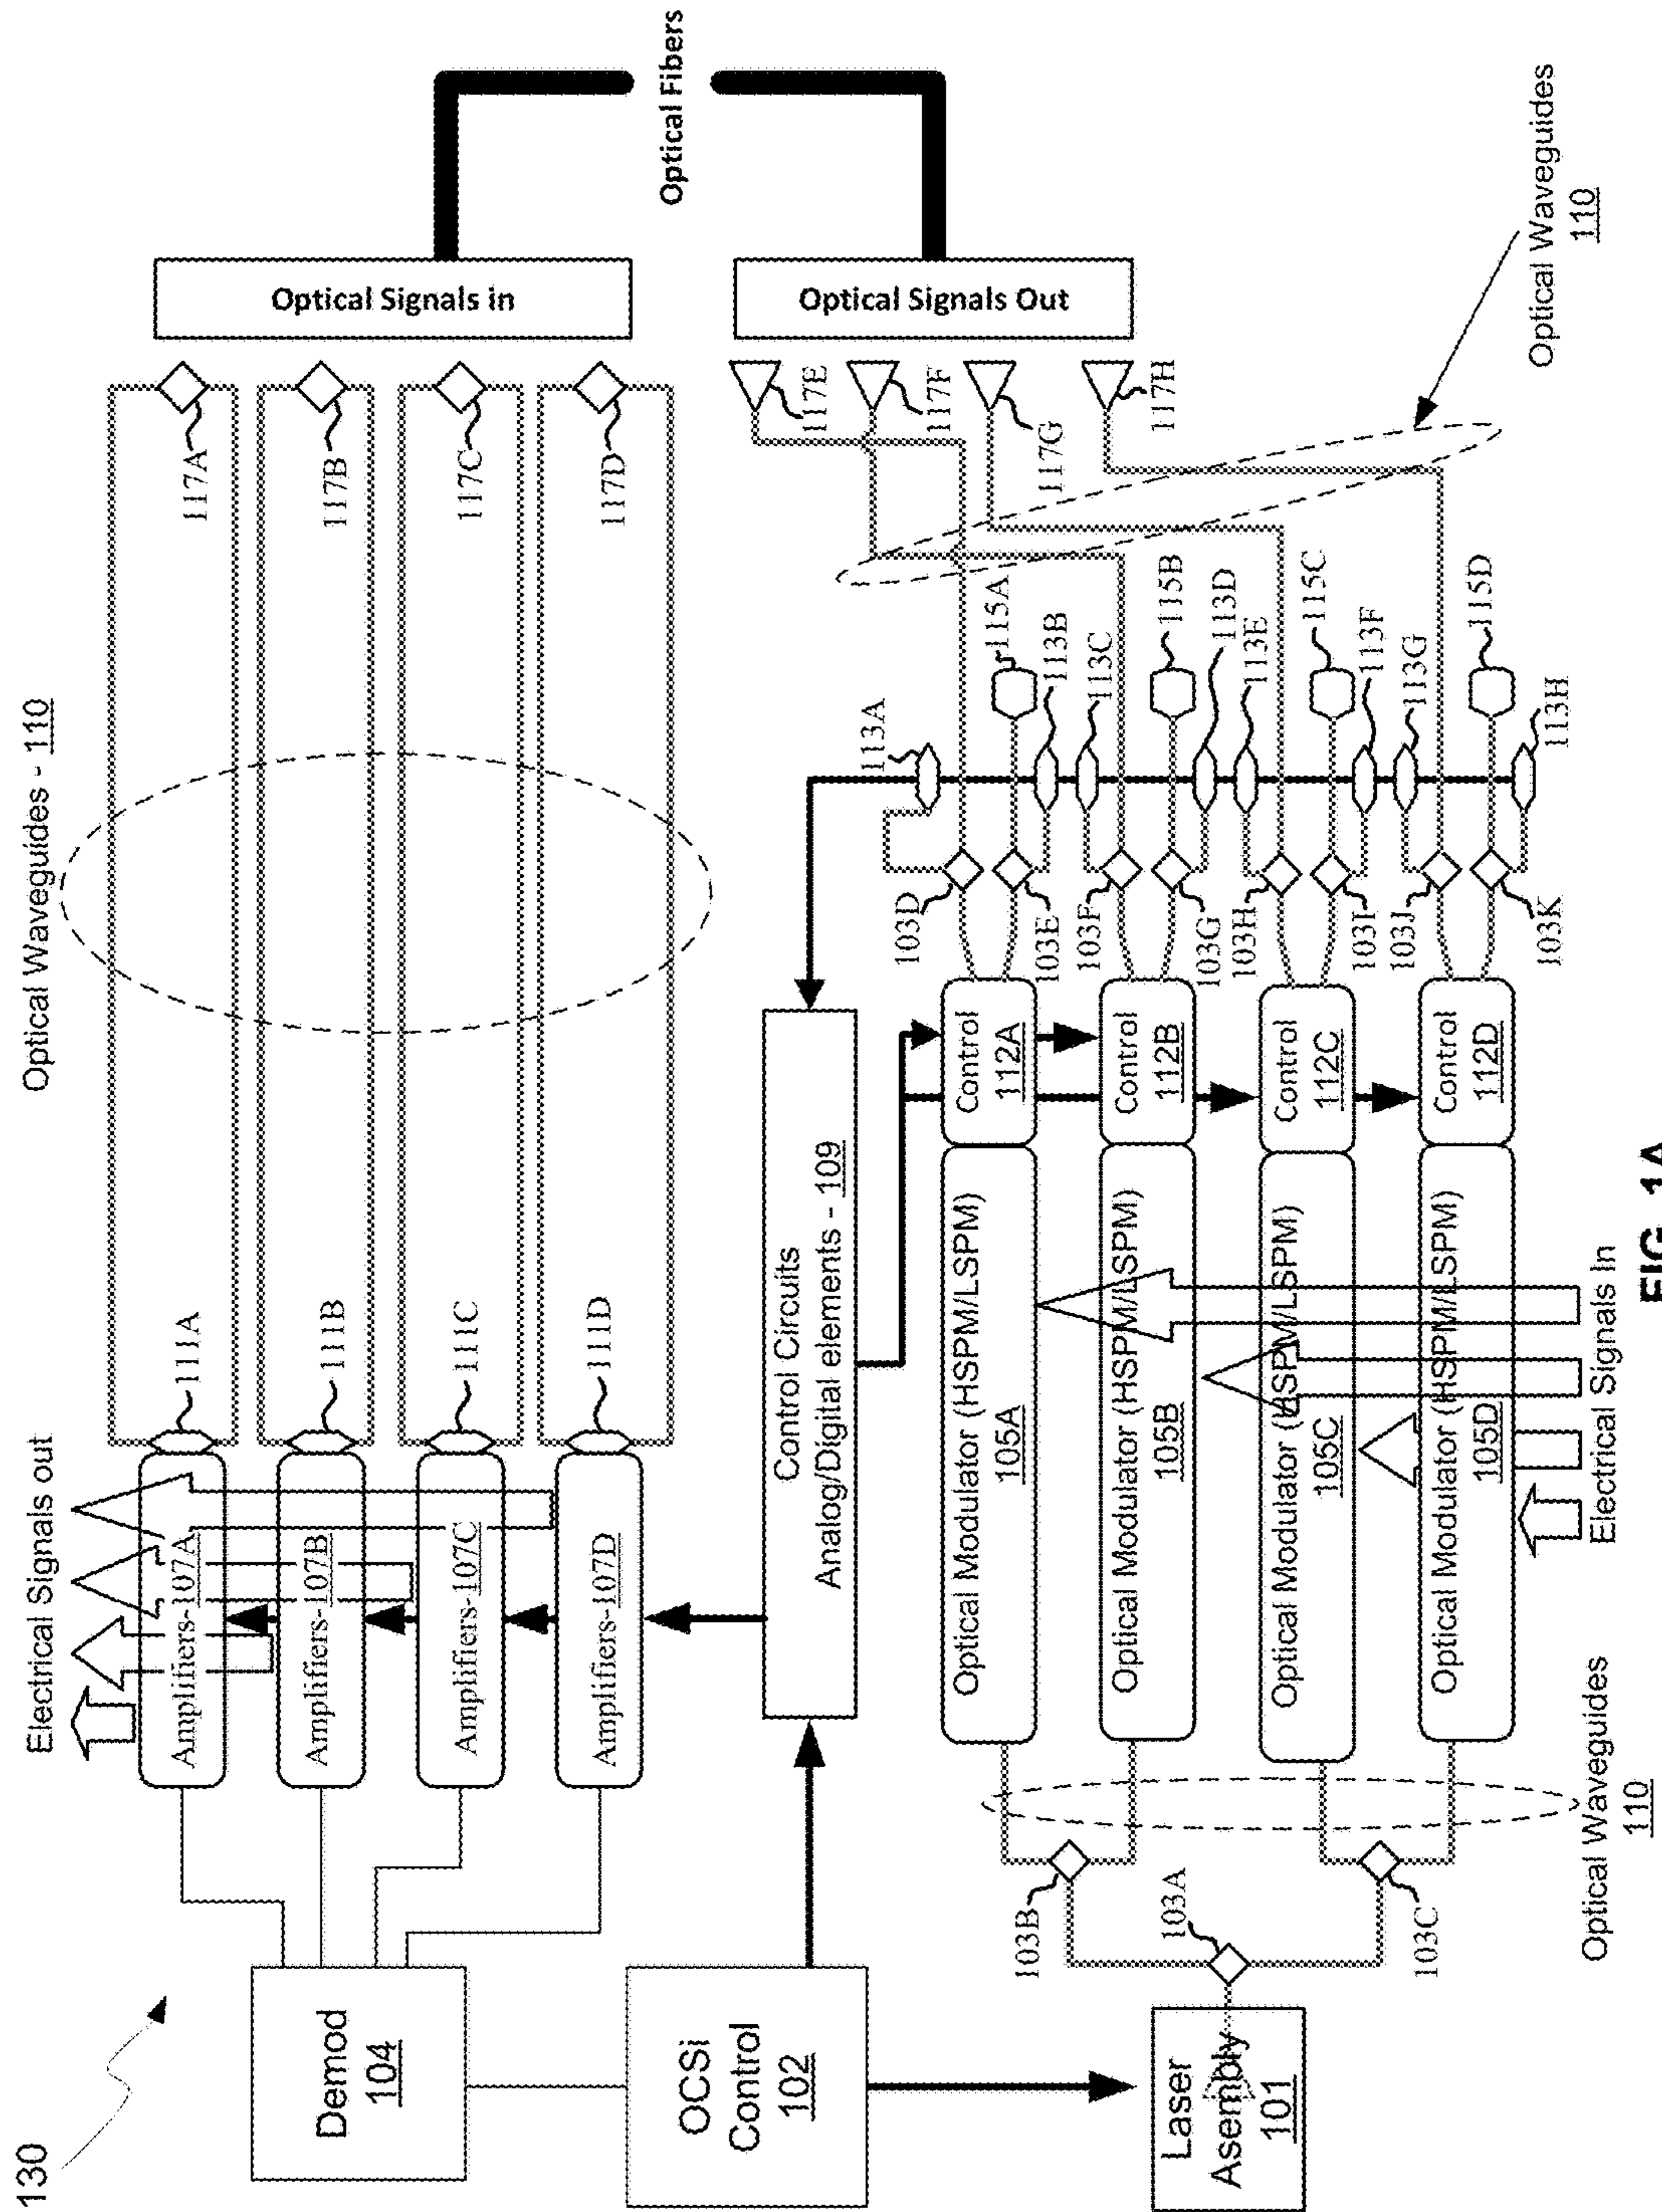 130
Electrical Signals out
Optical Waveguides - 110
Amplifiers-107A
111A
117A
Amplifiers-107B
111B
117B
Amplifiers-107C
111C
117C
Amplifiers-107D
111D
117D
Demod
104
Optical Signals in
Optical Fibers
OCSi
Control
102
Control Circuits
Analog/Digital elements - 109
Optical Signals Out
117E
117F
117G
117H
113A
103D
115A
103E
113B
113C
103F
115B
103G
113D
113E
103H
115C
103I
113F
113G
103J
115D
103K
113H
Optical Modulator (HSPM/LSPM)
105A
Control
112A
Optical Modulator (HSPM/LSPM)
105B
Control
112B
Optical Modulator (HSPM/LSPM)
105C
Control
112C
Optical Modulator (HSPM/LSPM)
105D
Control
112D
103B
103A
103C
Laser
Asembly
101
Optical Waveguides
110
Electrical Signals In
Optical Waveguides
110
FIG. 1A